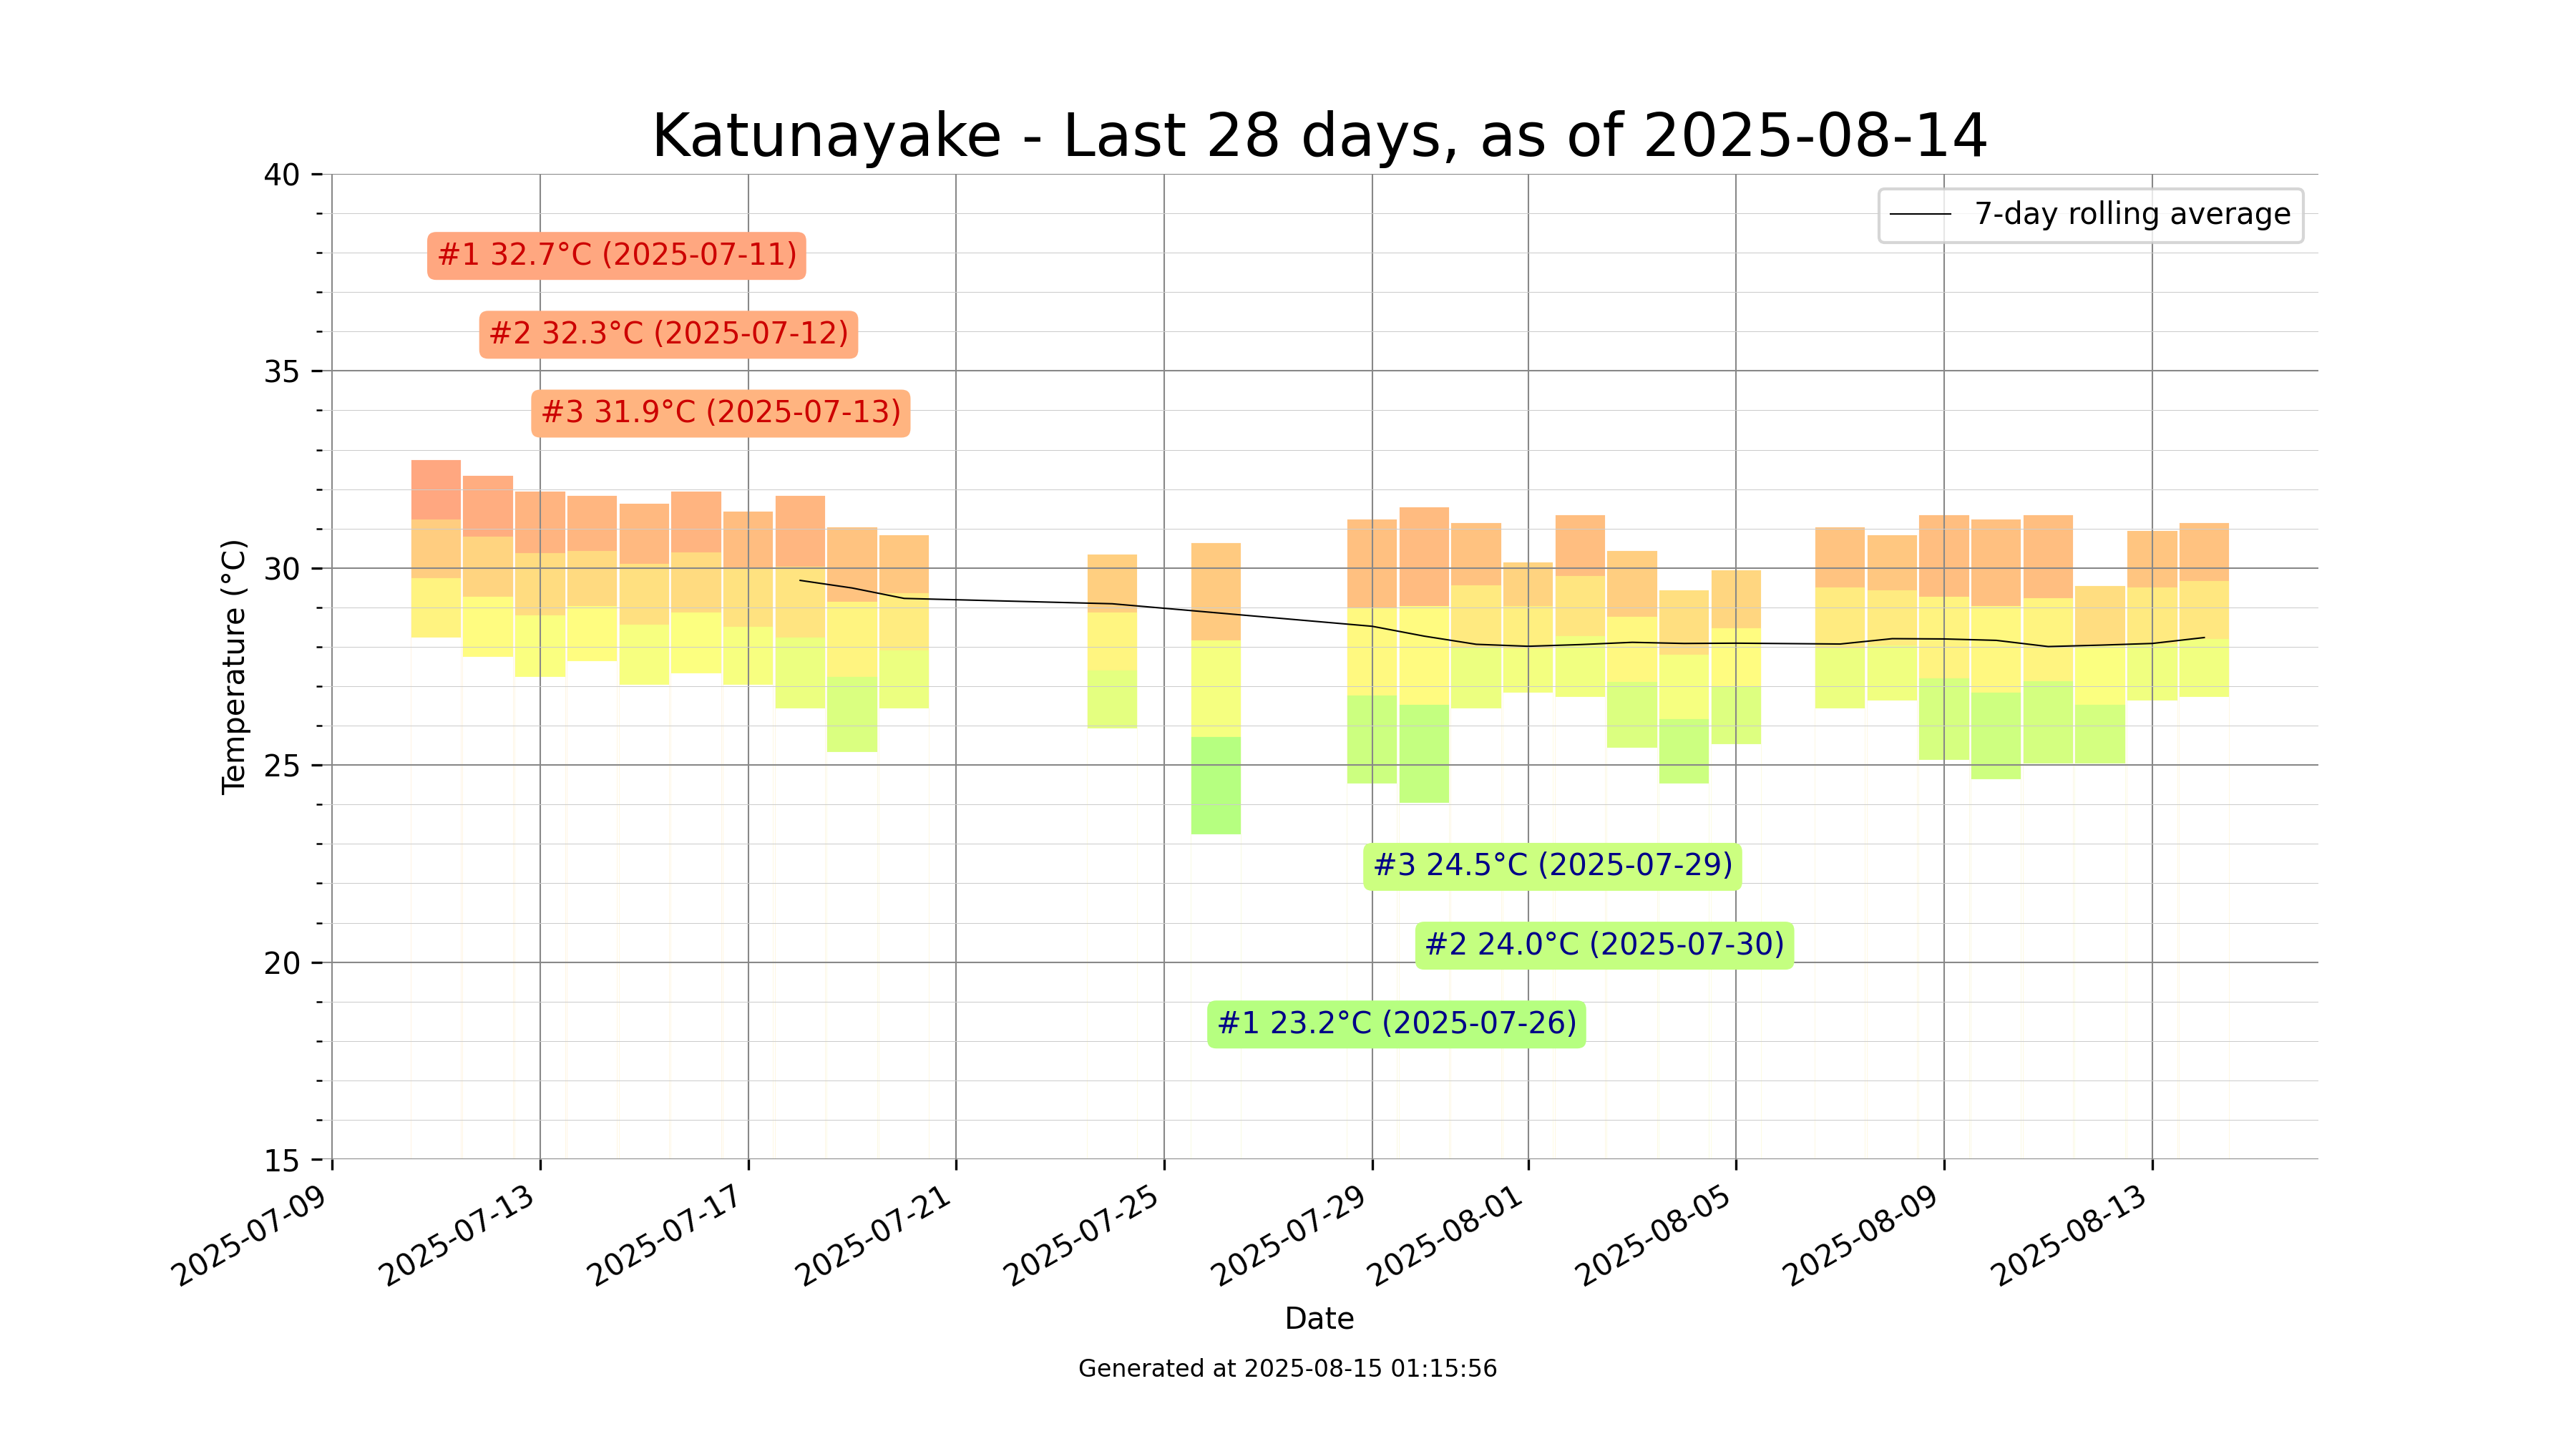 Katunayake - Last 28 days, as of 2025-08-14
7-day rolling average
#1 32.7°C (2025-07-11)
#2 32.3°C (2025-07-12)
#3 31.9°C (2025-07-13)
#3 24.5°C (2025-07-29)
#2 24.0°C (2025-07-30)
#1 23.2°C (2025-07-26)
Temperature (°C)
40
35
30
25
20
15
2025-07-09
2025-07-13
2025-07-17
2025-07-21
2025-07-25
2025-07-29
2025-08-01
2025-08-05
2025-08-09
2025-08-13
Date
Generated at 2025-08-15 01:15:56